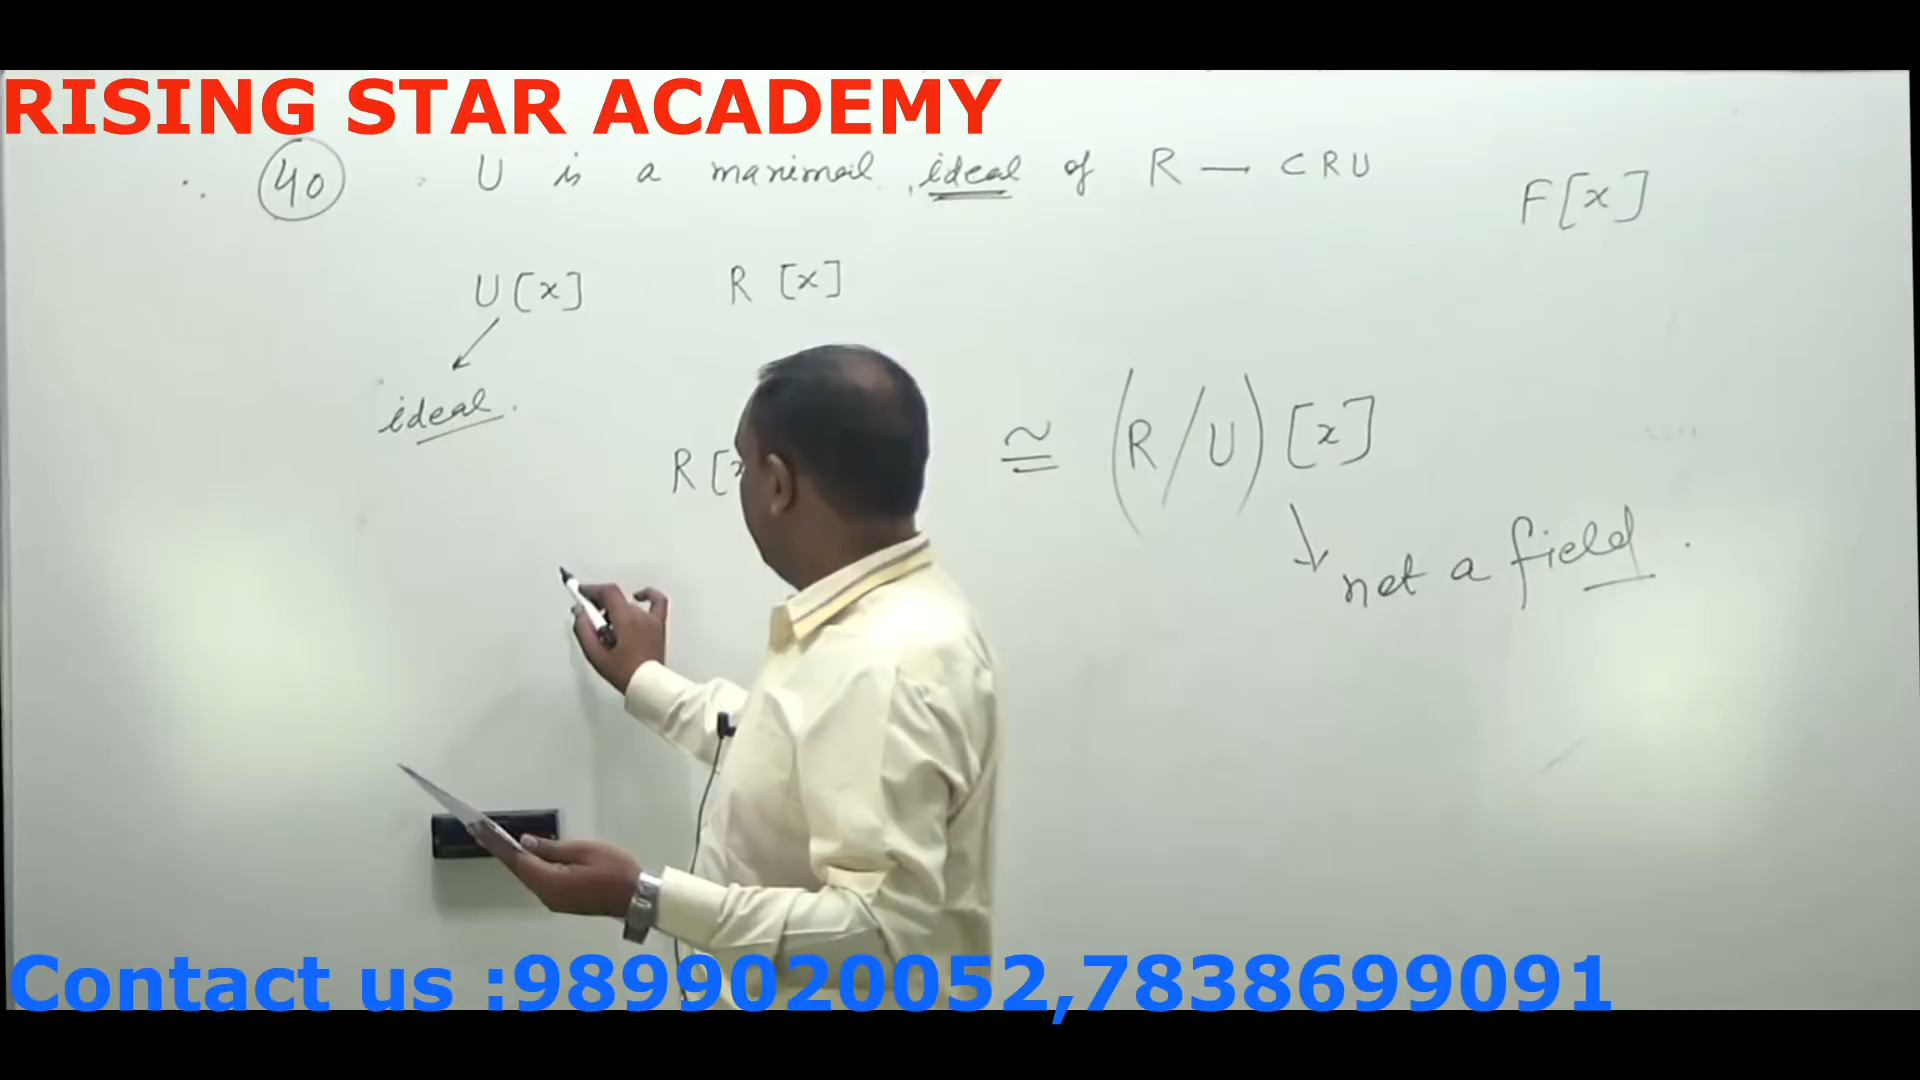 RISING STAR ACADEMY
40 U is a maximal ideal of R — CRU
F[x]
U[x] R [x]
ideal.
R[x ≅ (R/U)[x]
not a field.
Contact us :9899020052,7838699091